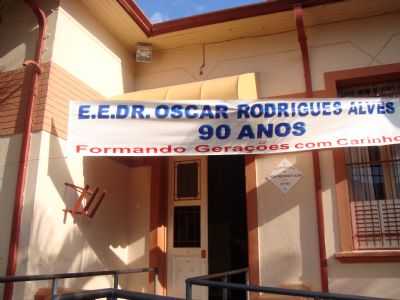 E.E.DR. OSCAR RODRIGUES ALVES
90 ANOS
Formando Gerações com Carinho